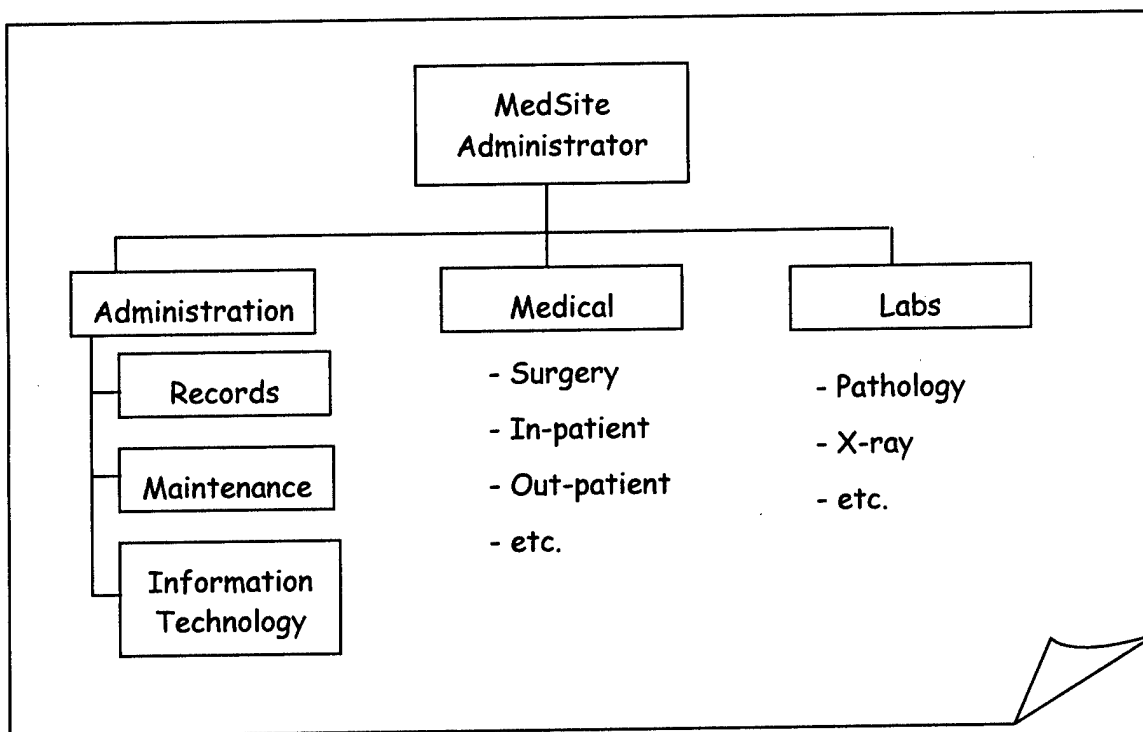 MedSite
Administrator
Administration
Medical
Labs
Records
Maintenance
Information
Technology
- Surgery
- In-patient
- Out-patient
- etc.
- Pathology
- X-ray
- etc.